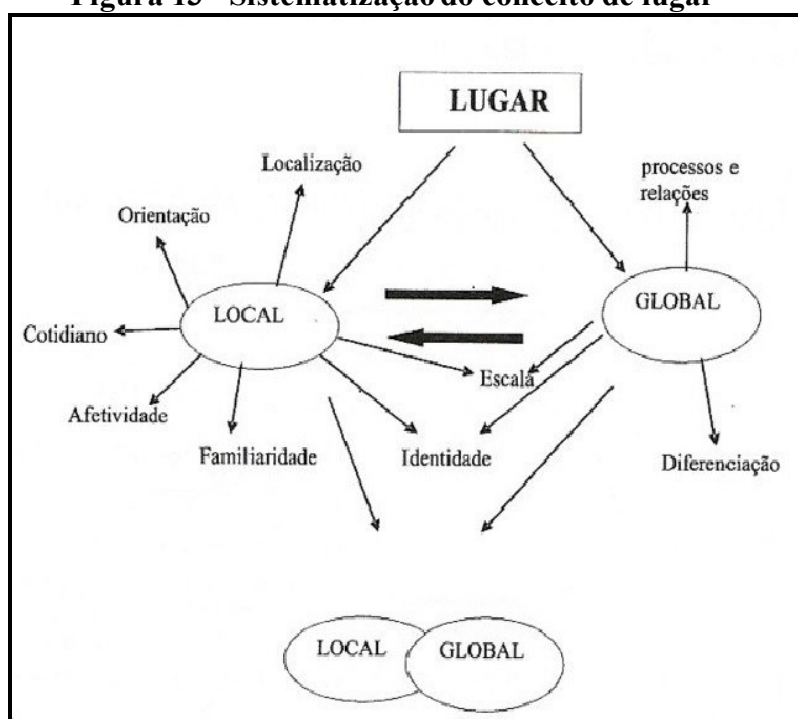 Figura 15 - Sistematização do conceito de lugar
LUGAR
Localização
processos e
relações
Orientação
LOCAL
GLOBAL
Cotidiano
Escala
Afetividade
Familiaridade
Identidade
Diferenciação
LOCAL
GLOBAL